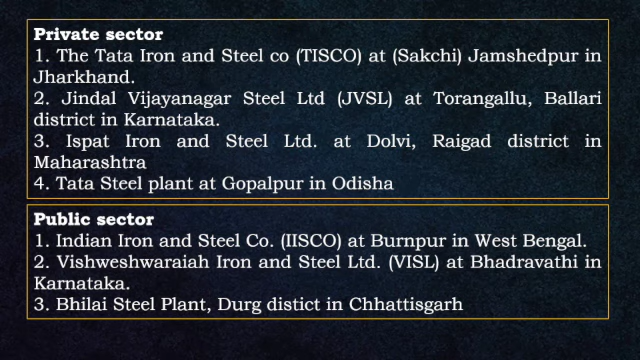 Private sector
1. The Tata Iron and Steel co (TISCO) at (Sakchi) Jamshedpur in
Jharkhand.
2. Jindal Vijayanagar Steel Ltd (JVSL) at Torangallu, Ballari
district in Karnataka.
3. Ispat Iron and Steel Ltd. at Dolvi, Raigad district in
Maharashtra
4. Tata Steel plant at Gopalpur in Odisha
Public sector
1. Indian Iron and Steel Co. (IISCO) at Burnpur in West Bengal.
2. Vishweshwaraiah Iron and Steel Ltd. (VISL) at Bhadravathi in
Karnataka.
3. Bhilai Steel Plant, Durg distict in Chhattisgarh